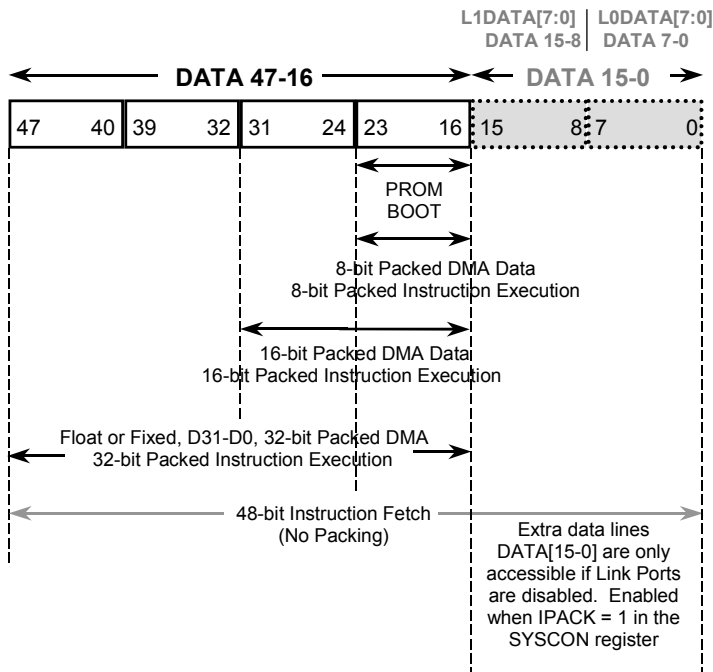 L1DATA[7:0] L0DATA[7:0]
DATA 15-8 DATA 7-0
DATA 47-16 DATA 15-0
47 40 39 32 31 24 23 16 15 8 7 0
PROM
BOOT
8-bit Packed DMA Data
8-bit Packed Instruction Execution
16-bit Packed DMA Data
16-bit Packed Instruction Execution
Float or Fixed, D31-D0, 32-bit Packed DMA
32-bit Packed Instruction Execution
48-bit Instruction Fetch
(No Packing)
Extra data lines
DATA[15-0] are only
accessible if Link Ports
are disabled. Enabled
when IPACK = 1 in the
SYSCON register